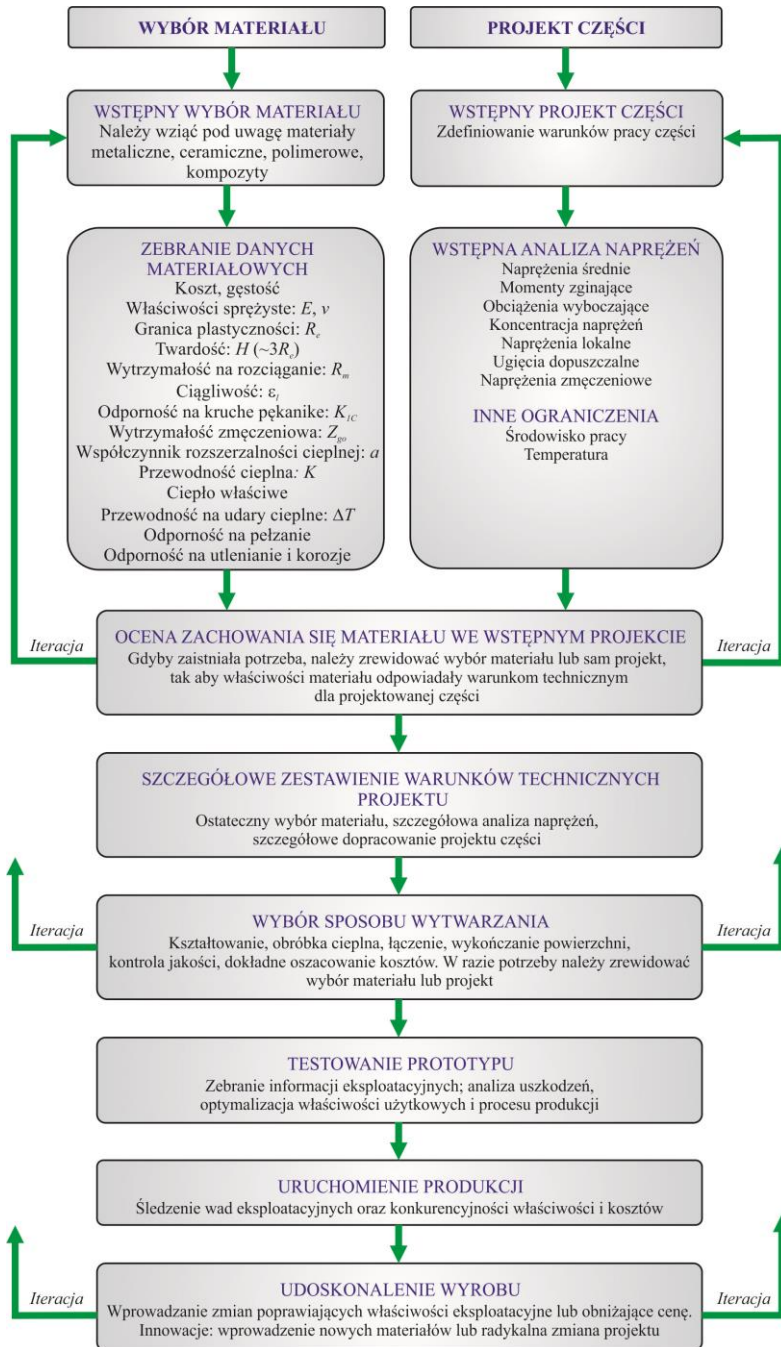 WYBÓR MATERIAŁU
PROJEKT CZĘŚCI
WSTĘPNY WYBÓR MATERIAŁU
Należy wziąć pod uwagę materiały
metaliczne, ceramiczne, polimerowe,
kompozyty
WSTĘPNY PROJEKT CZĘŚCI
Zdefiniowanie warunków pracy części
ZEBRANIE DANYCH
MATERIAŁOWYCH
Koszt, gęstość
Właściwości sprężyste: E, v
Granica plastyczności: Re
Twardość: H (~3Re)
Wytrzymałość na rozciąganie: Rm
Ciągliwość: εl
Odporność na kruche pękanike: KIC
Wytrzymałość zmęczeniowa: Zgo
Współczynnik rozszerzalności cieplnej: a
Przewodność cieplna: K
Ciepło właściwe
Przewodność na udary cieplne: ΔT
Odporność na pełzanie
Odporność na utlenianie i korozje
WSTĘPNA ANALIZA NAPRĘŻEŃ
Naprężenia średnie
Momenty zginające
Obciążenia wyboczające
Koncentracja naprężeń
Naprężenia lokalne
Ugięcia dopuszczalne
Naprężenia zmęczeniowe
INNE OGRANICZENIA
Środowisko pracy
Temperatura
Iteracja
OCENA ZACHOWANIA SIĘ MATERIAŁU WE WSTĘPNYM PROJEKCIE
Gdyby zaistniała potrzeba, należy zrewidować wybór materiału lub sam projekt,
tak aby właściwości materiału odpowiadały warunkom technicznym
dla projektowanej części
Iteracja
SZCZEGÓŁOWE ZESTAWIENIE WARUNKÓW TECHNICZNYCH
PROJEKTU
Ostateczny wybór materiału, szczegółowa analiza naprężeń,
szczegółowe dopracowanie projektu części
Iteracja
WYBÓR SPOSOBU WYTWARZANIA
Kształtowanie, obróbka cieplna, łączenie, wykończanie powierzchni,
kontrola jakości, dokładne oszacowanie kosztów. W razie potrzeby należy zrewidować
wybór materiału lub projekt
Iteracja
TESTOWANIE PROTOTYPU
Zebranie informacji eksploatacyjnych; analiza uszkodzeń,
optymalizacja właściwości użytkowych i procesu produkcji
URUCHOMIENIE PRODUKCJI
Śledzenie wad eksploatacyjnych oraz konkurencyjności właściwości i kosztów
Iteracja
UDOSKONALENIE WYROBU
Wprowadzanie zmian poprawiających właściwości eksploatacyjne lub obniżające cenę.
Innowacje: wprowadzenie nowych materiałów lub radykalna zmiana projektu
Iteracja